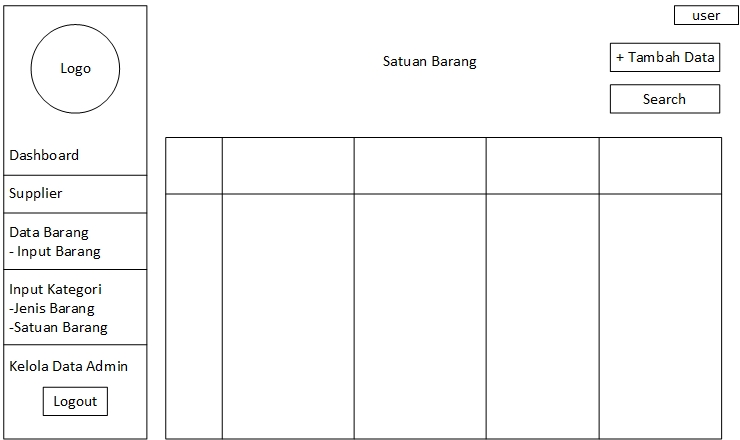 user
Logo
Satuan Barang
+ Tambah Data
Search
Dashboard
Supplier
Data Barang
- Input Barang
Input Kategori
-Jenis Barang
-Satuan Barang
Kelola Data Admin
Logout